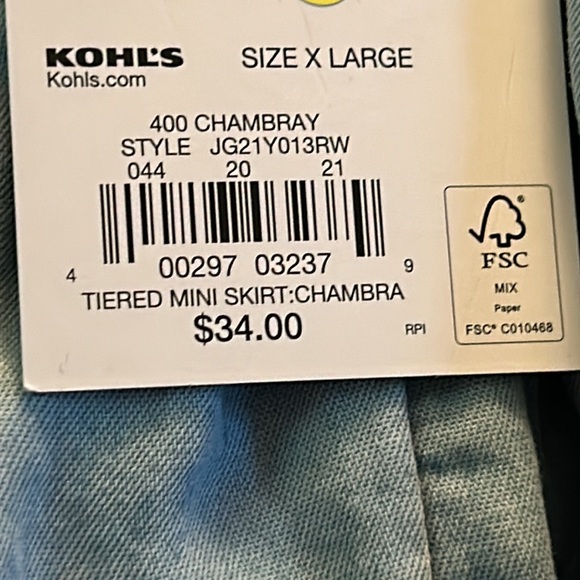 KOHL'S SIZE X LARGE
Kohls.com
400 CHAMBRAY
STYLE JG21Y013RW
044 20 21
4 00297 03237 9
TIERED MINI SKIRT:CHAMBRA
$34.00 RPI
®
FSC
MIX
Paper
FSC® C010468